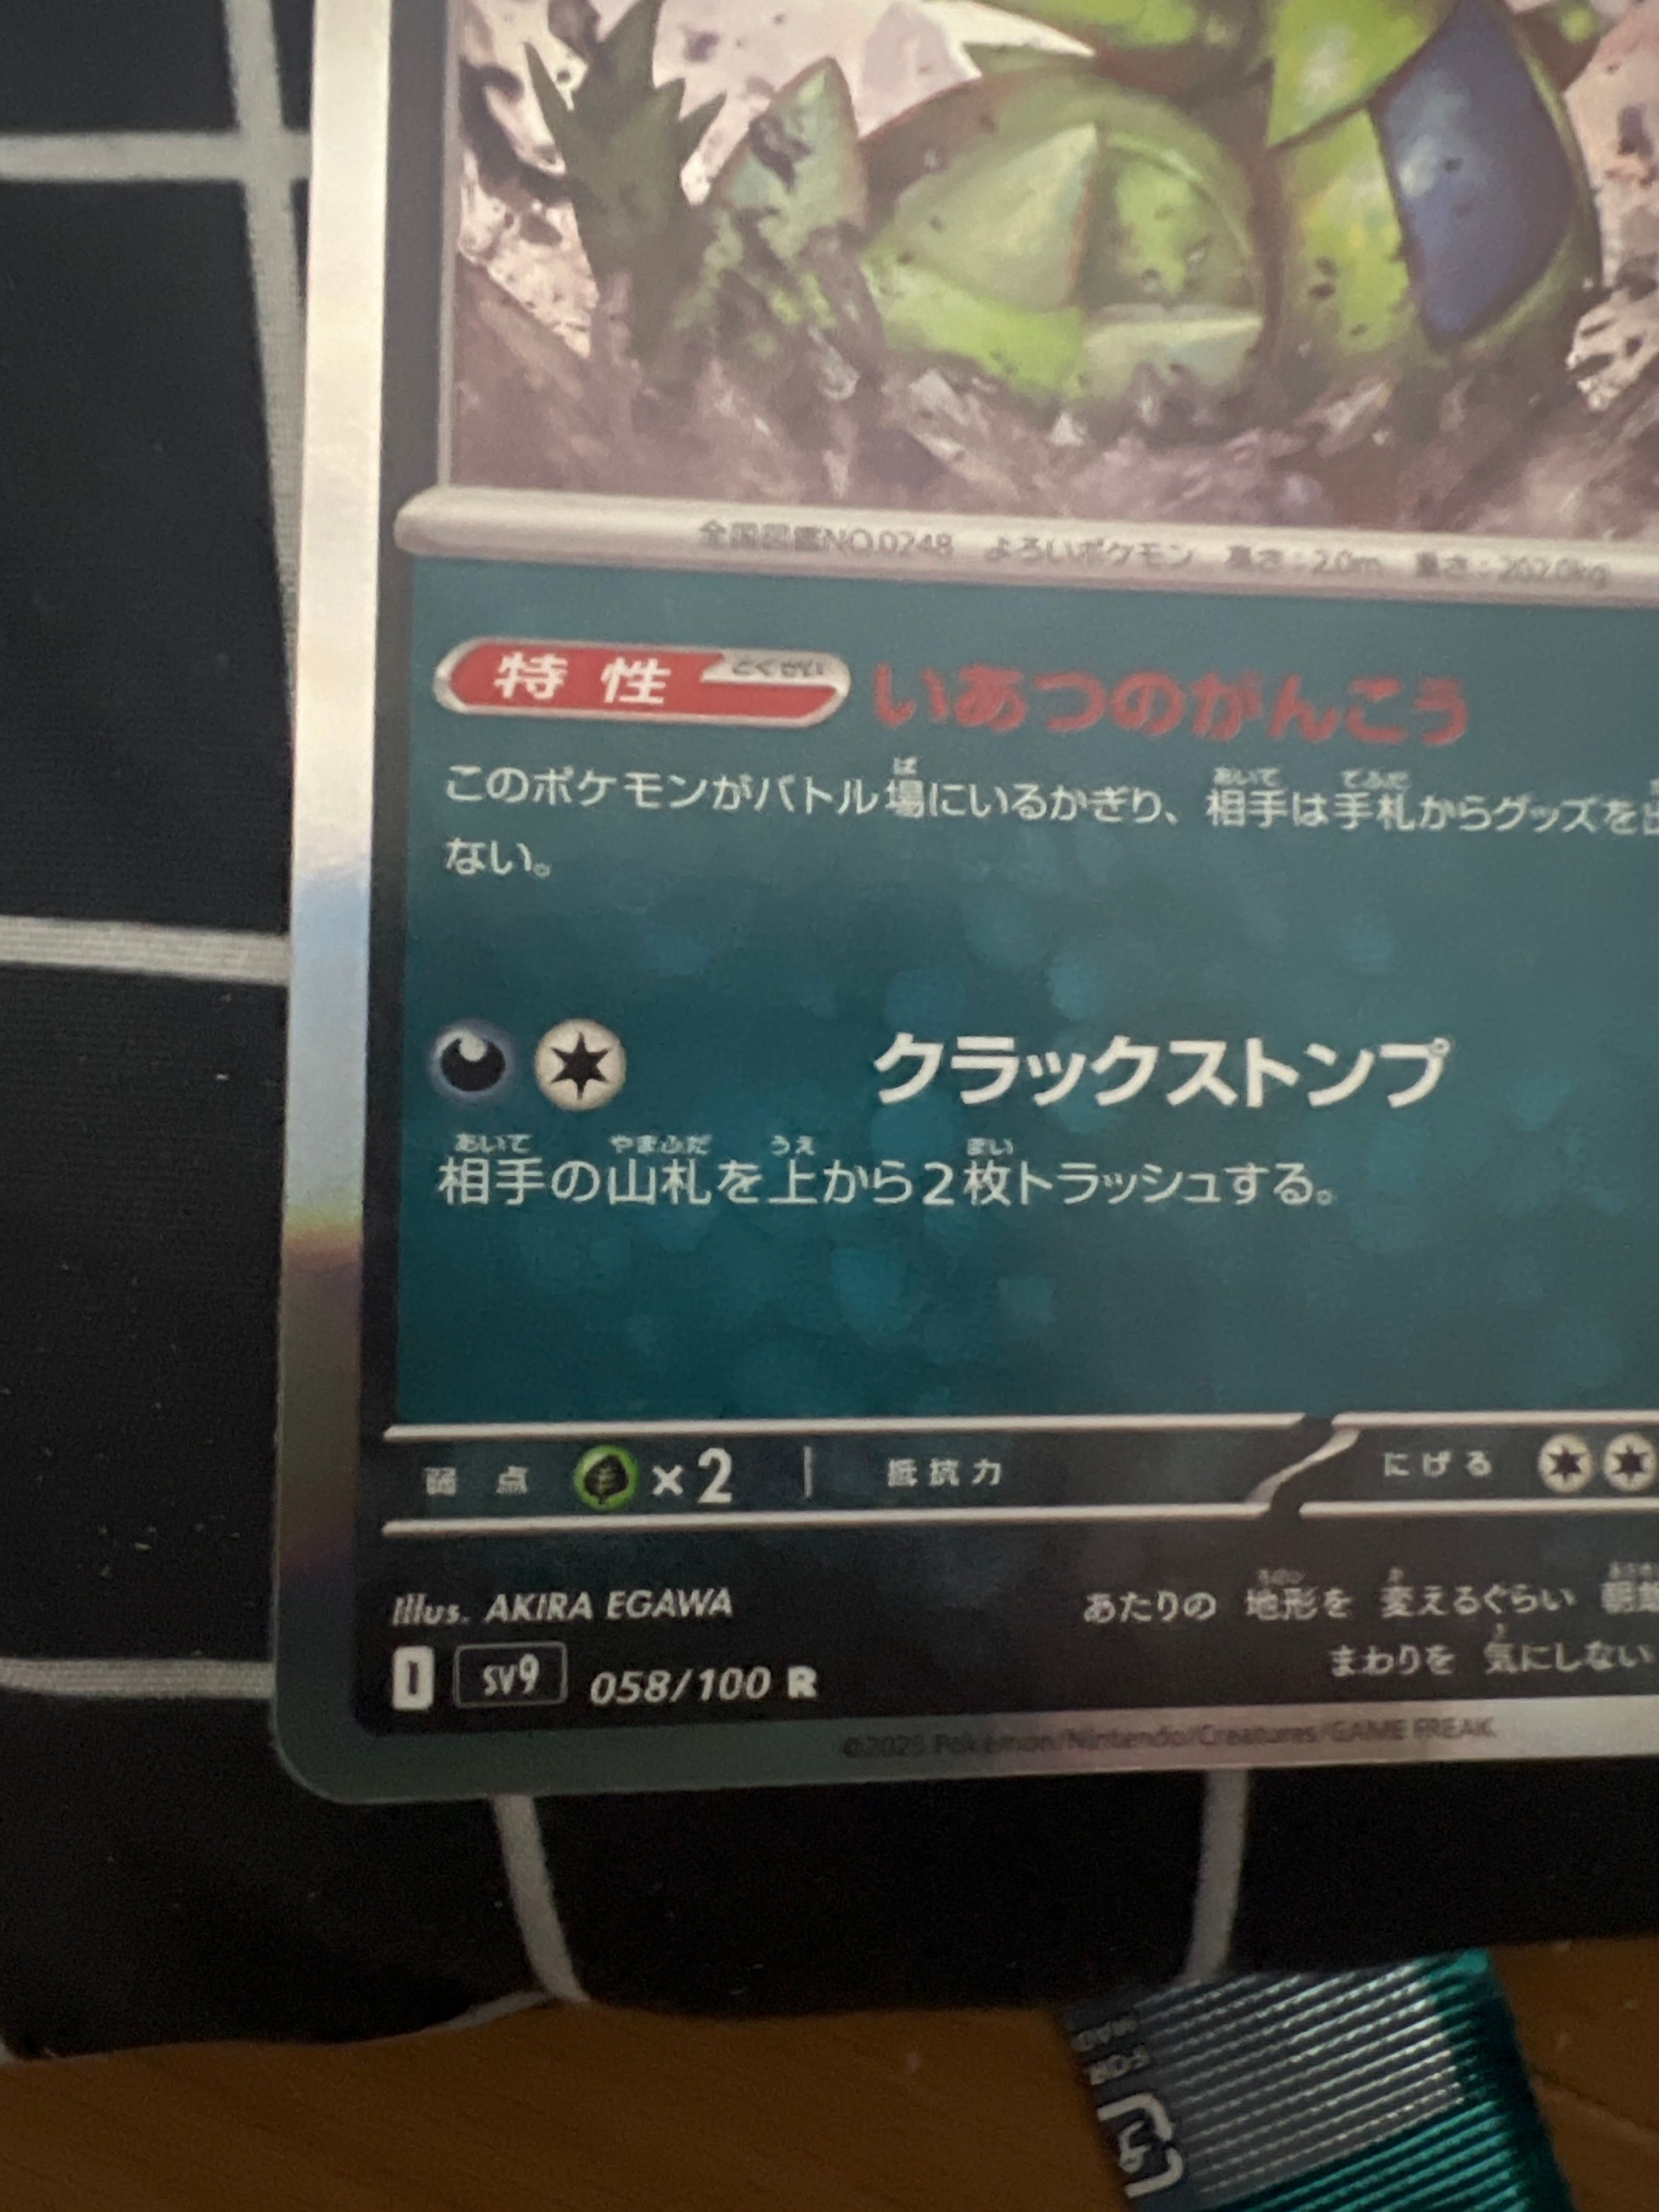 全国図鑑NO.0248 よろいポケモン 高さ:2.0m 重さ:202.0kg
特性 とくせい いあつのがんこう
このポケモンがバトル場にいるかぎり、相手は手札からグッズを出
ない。
クラックストンプ
相手の山札を上から2枚トラッシュする。
弱点 ×2 抵抗力 にげる
Illus. AKIRA EGAWA
あたりの 地形を 変えるぐらい
まわりを 気にしない
I SV9 058/100 R
©2025 Pokémon/Nintendo/Creatures/GAME FREAK